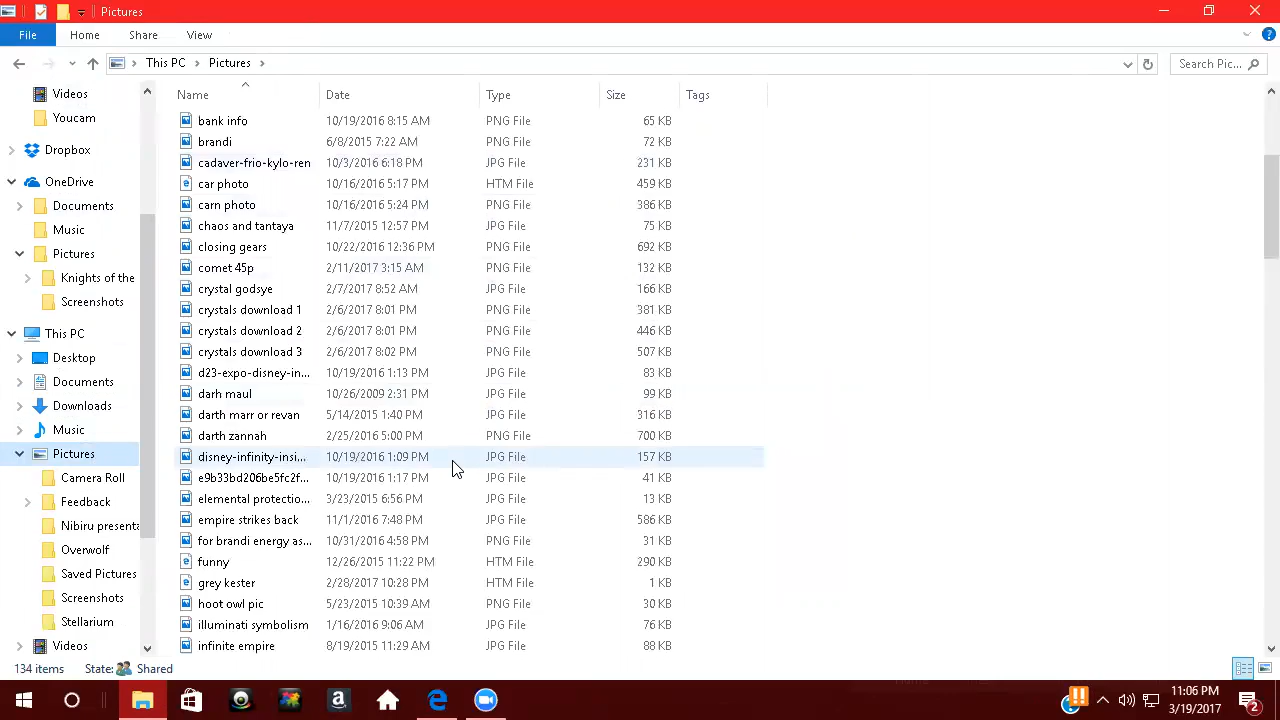 Pictures
File Home Share View
This PC Pictures Search Pic...
Name Date Type Size Tags
Videos
Youcam
Dropbox
OneDrive
Documents
Music
Pictures
Knights of the
Screenshots
This PC
Desktop
Documents
Downloads
Music
Pictures
Camera Roll
Feedback
Nibiru presenta
Overwolf
Saved Pictures
Screenshots
Stellarium
Videos
bank info 10/19/2016 8:15 AM PNG File 65 KB
brandi 6/8/2015 7:22 AM PNG File 72 KB
cadaver-frio-kylo-ren 10/3/2016 6:18 PM JPG File 231 KB
car photo 10/16/2016 5:17 PM HTM File 459 KB
carn photo 10/16/2016 5:24 PM PNG File 386 KB
chaos and tantaya 11/7/2015 12:57 PM JPG File 75 KB
closing gears 10/22/2016 12:36 PM PNG File 692 KB
comet 45p 2/11/2017 3:15 AM PNG File 132 KB
crystal godsye 2/7/2017 8:52 AM PNG File 166 KB
crystals download 1 2/6/2017 8:01 PM PNG File 381 KB
crystals download 2 2/6/2017 8:01 PM PNG File 446 KB
crystals download 3 2/6/2017 8:02 PM PNG File 507 KB
d23-expo-disney-in... 10/19/2016 1:13 PM JPG File 83 KB
darh maul 10/26/2009 2:31 PM JPG File 99 KB
darth marr or revan 5/14/2015 1:40 PM JPG File 316 KB
darth zannah 2/25/2016 5:00 PM PNG File 700 KB
disney-infinity-insi... 10/19/2016 1:09 PM JPG File 157 KB
e9b33bd206be5fc2f... 10/19/2016 1:17 PM JPG File 41 KB
elemental protectio... 3/23/2015 6:56 PM JPG File 13 KB
empire strikes back 11/1/2016 7:48 PM JPG File 586 KB
for brandi energy as... 10/31/2016 4:58 PM PNG File 31 KB
funny 12/26/2015 11:22 PM HTM File 290 KB
grey kester 2/28/2017 10:28 PM HTM File 1 KB
hoot owl pic 5/23/2015 10:39 AM PNG File 30 KB
illuminati symbolism 1/16/2016 9:06 AM JPG File 76 KB
infinite empire 8/19/2015 11:29 AM JPG File 88 KB
134 items State: Shared
11:06 PM
3/19/2017
2